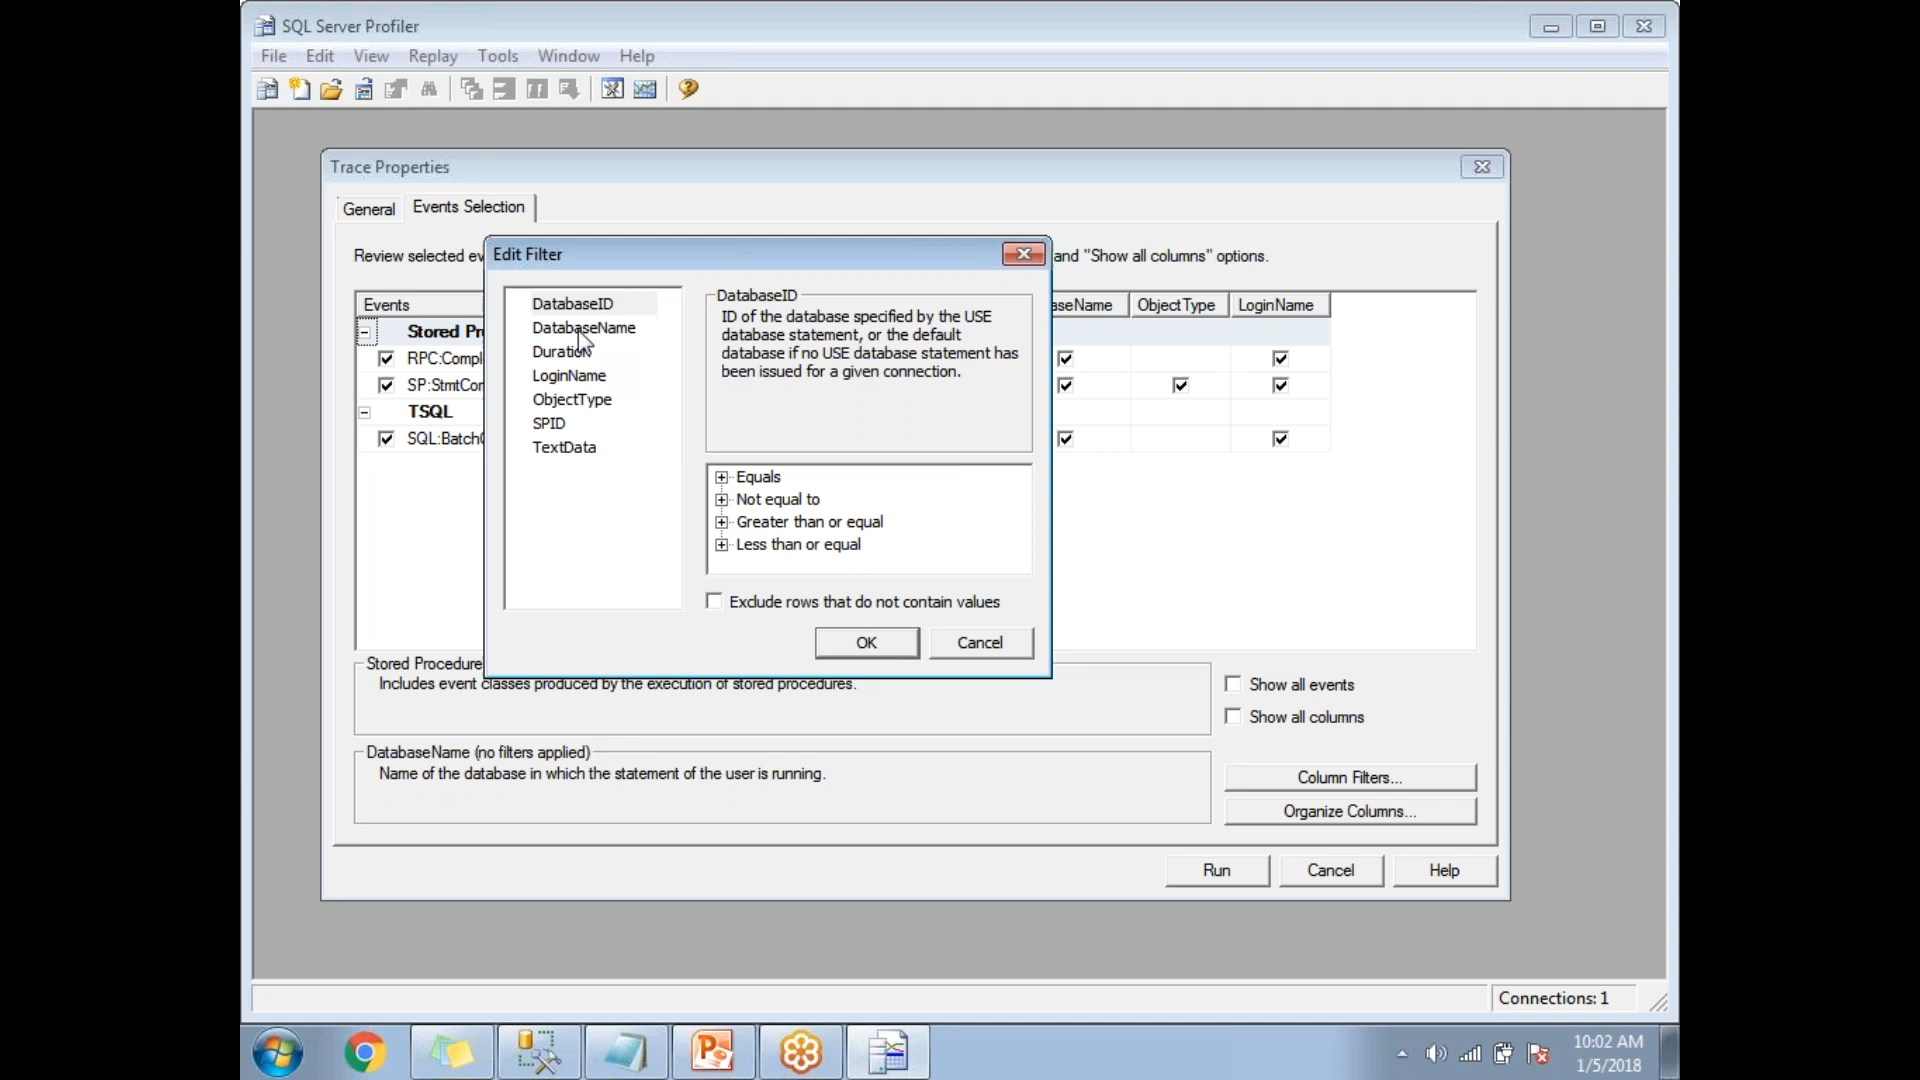 SQL Server Profiler
File Edit View Replay Tools Window Help
Trace Properties
General Events Selection
Review selected ev and "Show all columns" options.
Edit Filter
DatabaseID
DatabaseName
Duration
LoginName
ObjectType
SPID
TextData
DatabaseID
ID of the database specified by the USE
database statement, or the default
database if no USE database statement has
been issued for a given connection.
Equals
Not equal to
Greater than or equal
Less than or equal
Exclude rows that do not contain values
OK Cancel
Events aseName ObjectType LoginName
Stored Pr
RPC:Compl
SP:StmtCor
TSQL
SQL:BatchC
Stored Procedure
Includes event classes produced by the execution of stored procedures.
Show all events
Show all columns
DatabaseName (no filters applied)
Name of the database in which the statement of the user is running.
Column Filters...
Organize Columns...
Run Cancel Help
Connections: 1
10:02 AM
1/5/2018